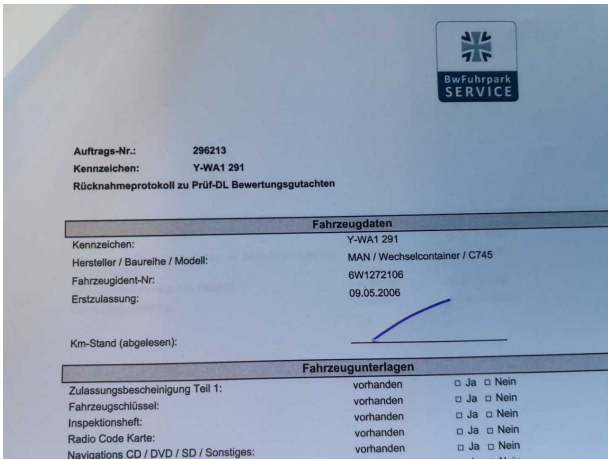 BwFuhrpark
SERVICE
Auftrags-Nr.: 296213
Kennzeichen: Y-WA1 291
Rücknahmeprotokoll zu Prüf-DL Bewertungsgutachten
Fahrzeugdaten
Kennzeichen: Y-WA1 291
Hersteller / Baureihe / Modell: MAN / Wechselcontainer / C745
Fahrzeugident-Nr: 6W1272106
Erstzulassung: 09.05.2006
Km-Stand (abgelesen):
Fahrzeugunterlagen
Zulassungsbescheinigung Teil 1: vorhanden □ Ja □ Nein
Fahrzeugschlüssel: vorhanden □ Ja □ Nein
Inspektionsheft: vorhanden □ Ja □ Nein
Radio Code Karte: vorhanden □ Ja □ Nein
Navigations CD / DVD / SD / Sonstiges: vorhanden □ Ja □ Nein